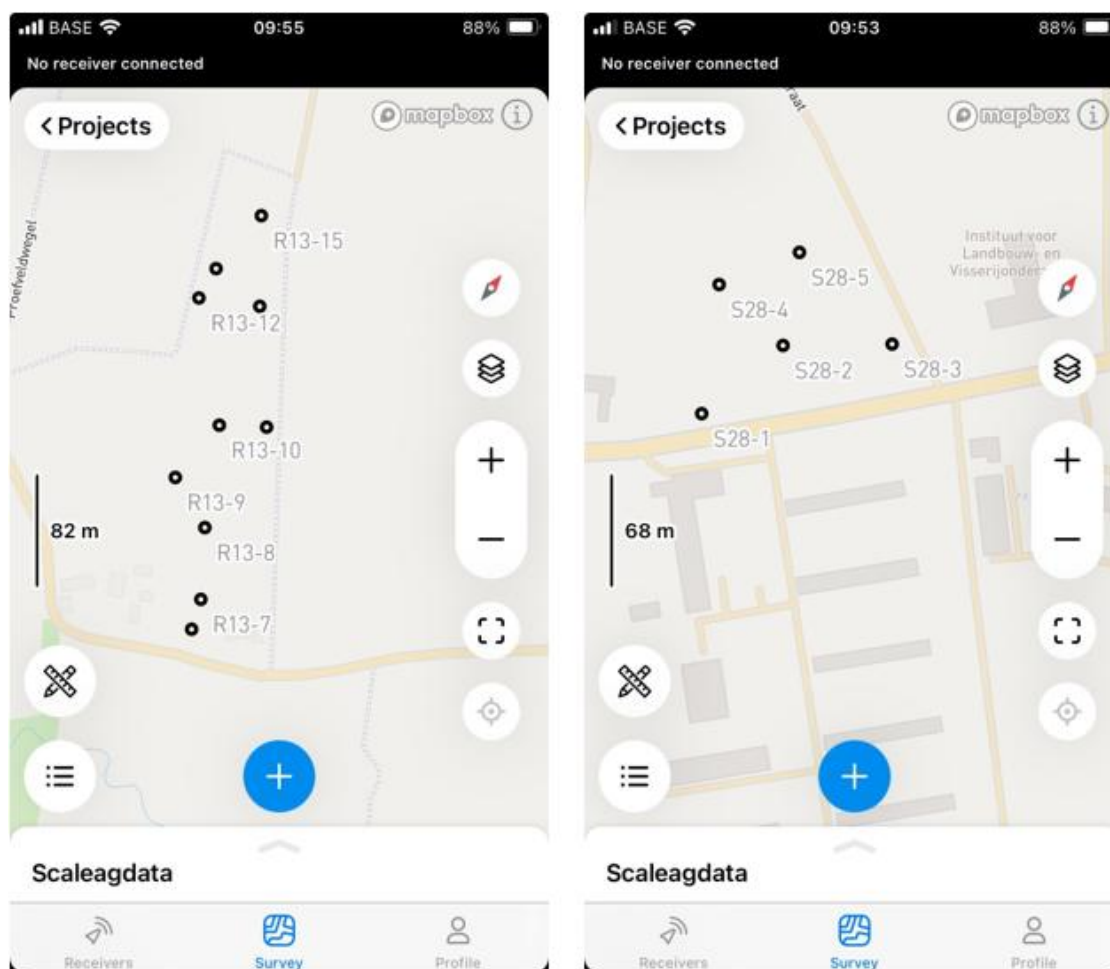 BASE 09:55 88%
No receiver connected
< Projects
mapbox
Proefveldwegel
R13-15
R13-12
R13-10
R13-9
82 m
R13-8
R13-7
Scaleagdata
Receivers Survey Profile
BASE 09:53 88%
No receiver connected
< Projects
mapbox
Instituut voor
Landbouw- en
S28-5
S28-4
S28-2 S28-3
S28-1
68 m
Scaleagdata
Receivers Survey Profile